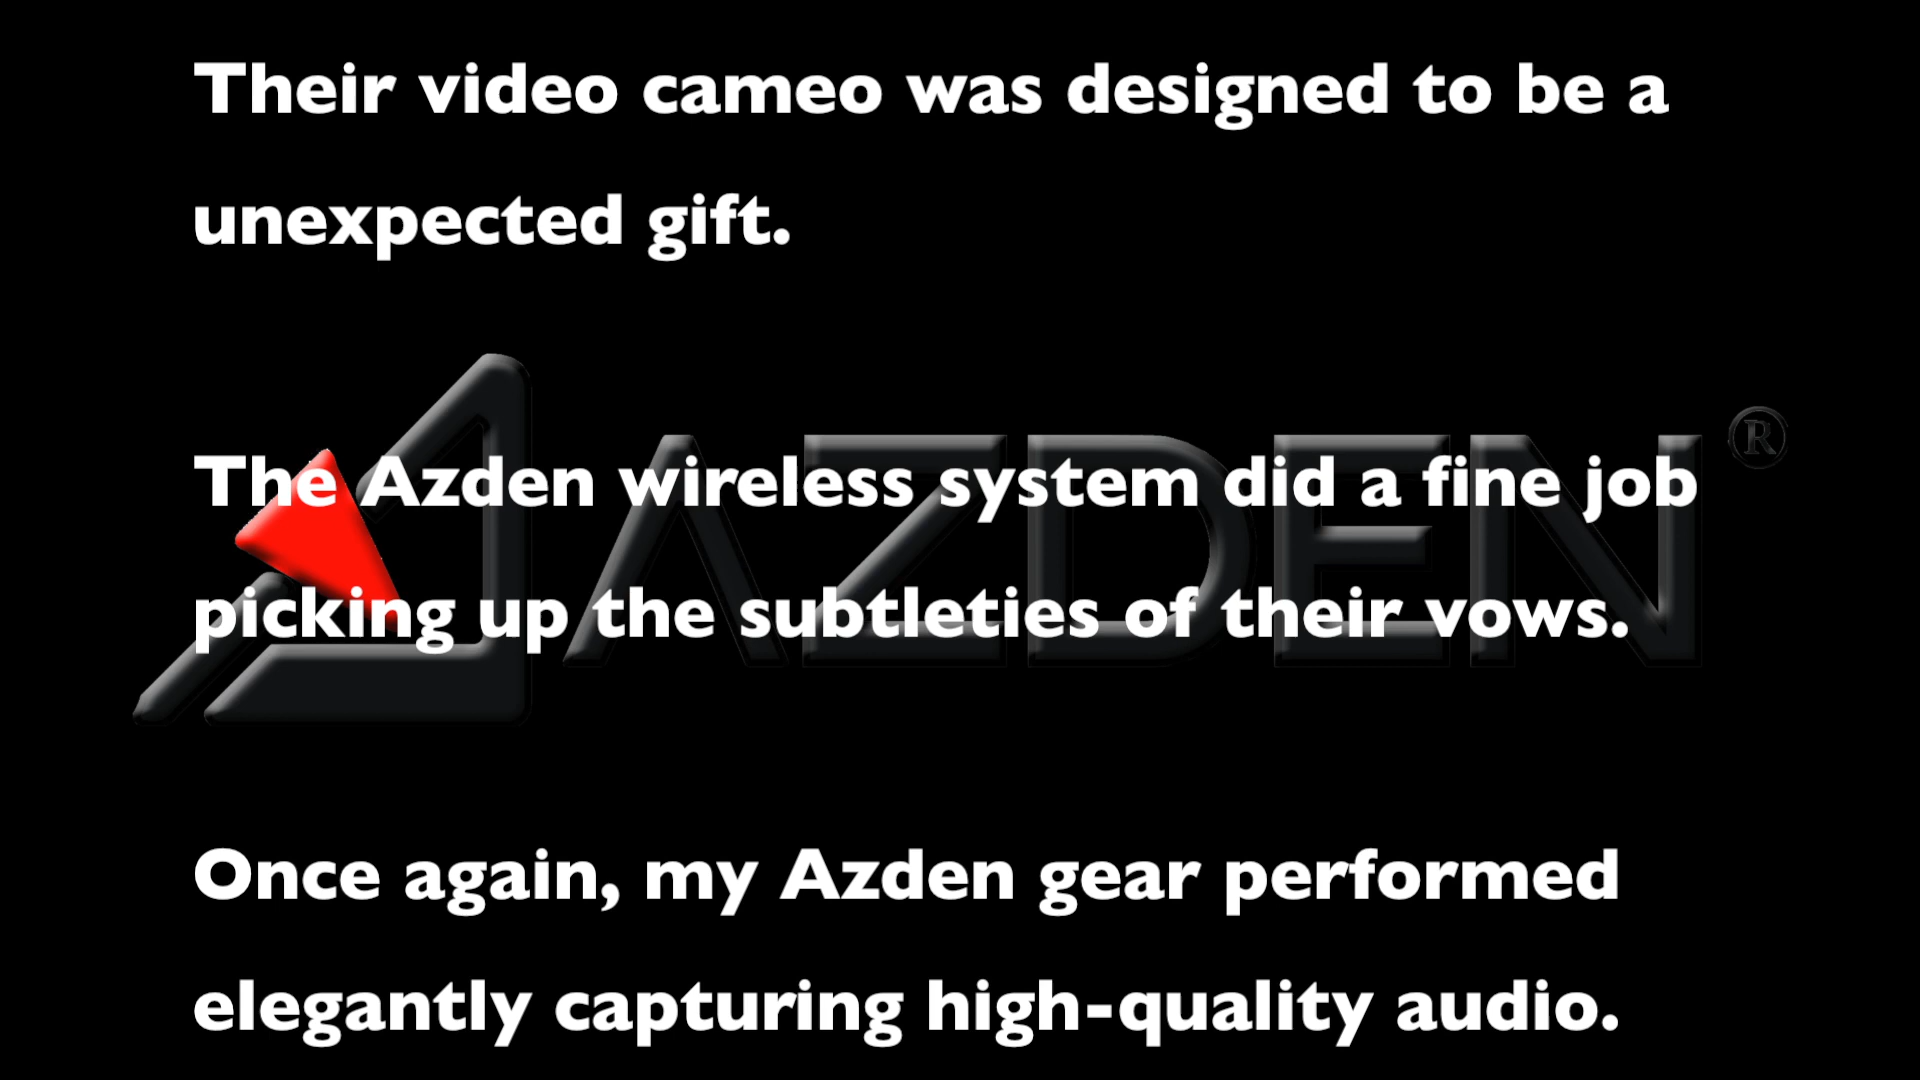 Their video cameo was designed to be a
unexpected gift.
AZDEN ®
The Azden wireless system did a fine job
picking up the subtleties of their vows.
Once again, my Azden gear performed
elegantly capturing high-quality audio.